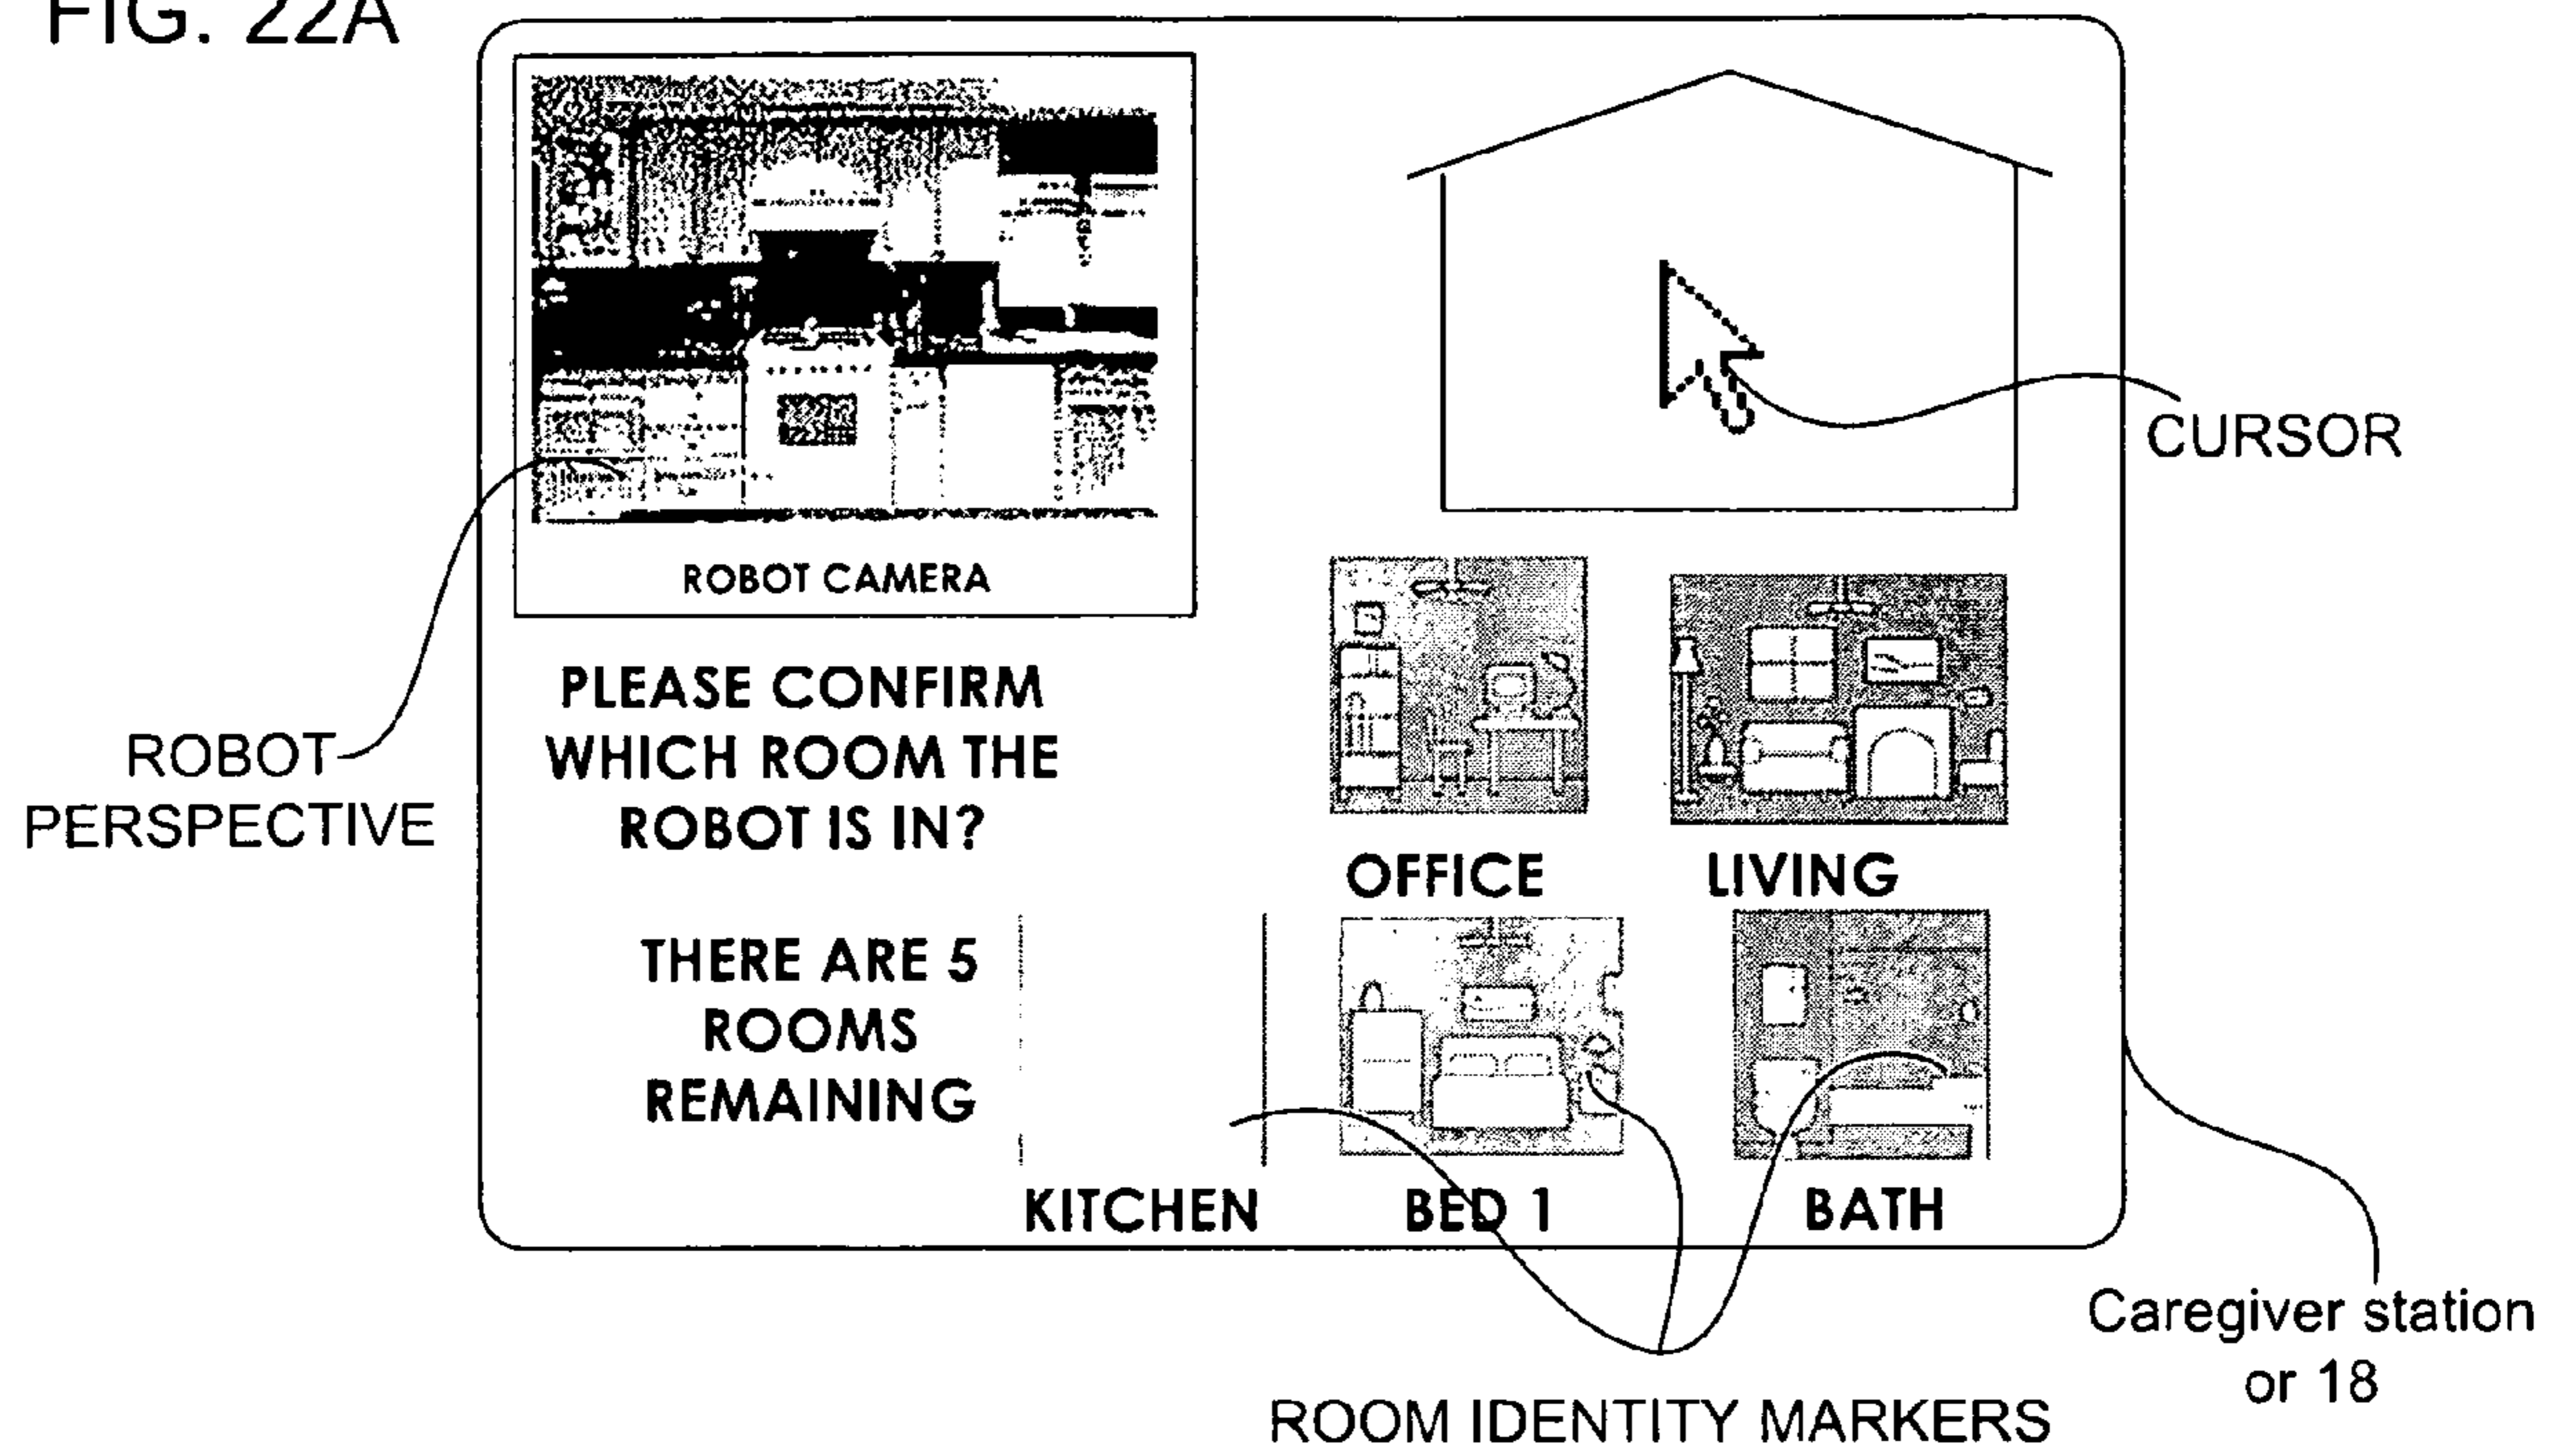 FIG. 22A
ROBOT CAMERA
CURSOR
PLEASE CONFIRM
WHICH ROOM THE
ROBOT IS IN?
ROBOT
PERSPECTIVE
OFFICE
LIVING
THERE ARE 5
ROOMS
REMAINING
KITCHEN
BED 1
BATH
Caregiver station
or 18
ROOM IDENTITY MARKERS